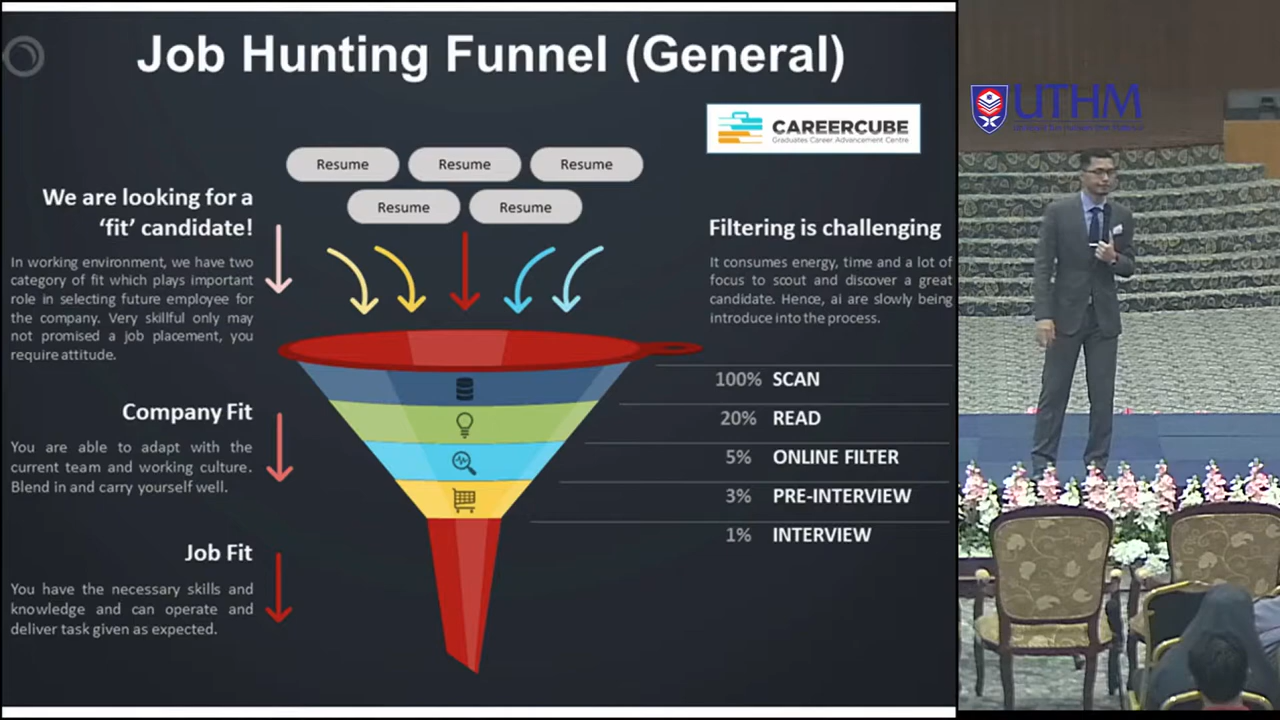 Job Hunting Funnel (General)
CAREERCUBE
Graduates Career Advancement Centre
UTHM
Resume
Resume
Resume
Resume
Resume
We are looking for a
‘fit’ candidate!
In working environment, we have two
category of fit which plays important
role in selecting future employee for
the company. Very skillful only may
not promised a job placement, you
require attitude.
Company Fit
You are able to adapt with the
current team and working culture.
Blend in and carry yourself well.
Job Fit
You have the necessary skills and
knowledge and can operate and
deliver task given as expected.
Filtering is challenging
It consumes energy, time and a lot of
focus to scout and discover a great
candidate. Hence, ai are slowly being
introduce into the process.
100% SCAN
20% READ
5% ONLINE FILTER
3% PRE-INTERVIEW
1% INTERVIEW